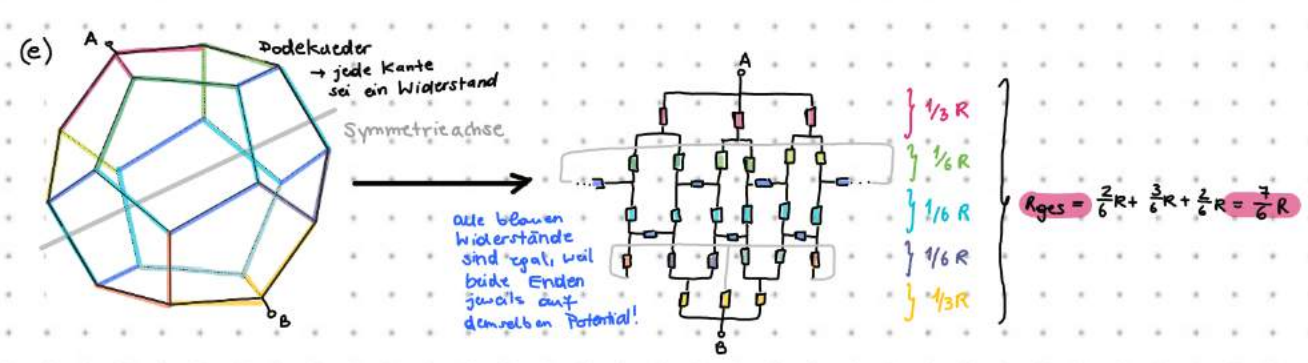 (e)
A
Dodekaeder
→ jede Kante
sei ein Widerstand
Symmetrieachse
B
alle blauen
Widerstände
sind egal, weil
beide Enden
jeweils auf
demselben Potential!
A
B
} 1/3 R
} 1/6 R
} 1/6 R
} 1/6 R
} 1/3 R
Rges = 2/6 R + 3/6 R + 2/6 R = 7/6 R